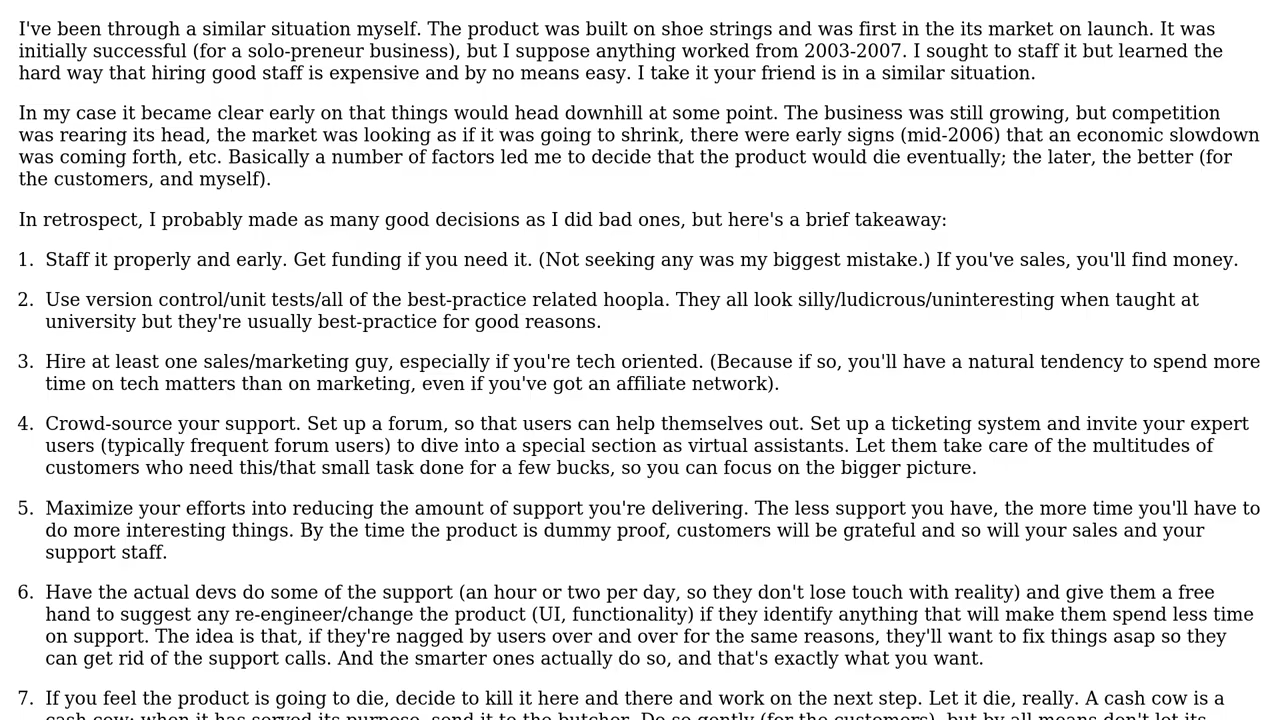 I've been through a similar situation myself. The product was built on shoe strings and was first in the its market on launch. It was
initially successful (for a solo-preneur business), but I suppose anything worked from 2003-2007. I sought to staff it but learned the
hard way that hiring good staff is expensive and by no means easy. I take it your friend is in a similar situation.
In my case it became clear early on that things would head downhill at some point. The business was still growing, but competition
was rearing its head, the market was looking as if it was going to shrink, there were early signs (mid-2006) that an economic slowdown
was coming forth, etc. Basically a number of factors led me to decide that the product would die eventually; the later, the better (for
the customers, and myself).
In retrospect, I probably made as many good decisions as I did bad ones, but here's a brief takeaway:
1. Staff it properly and early. Get funding if you need it. (Not seeking any was my biggest mistake.) If you've sales, you'll find money.
2. Use version control/unit tests/all of the best-practice related hoopla. They all look silly/ludicrous/uninteresting when taught at
university but they're usually best-practice for good reasons.
3. Hire at least one sales/marketing guy, especially if you're tech oriented. (Because if so, you'll have a natural tendency to spend more
time on tech matters than on marketing, even if you've got an affiliate network).
4. Crowd-source your support. Set up a forum, so that users can help themselves out. Set up a ticketing system and invite your expert
users (typically frequent forum users) to dive into a special section as virtual assistants. Let them take care of the multitudes of
customers who need this/that small task done for a few bucks, so you can focus on the bigger picture.
5. Maximize your efforts into reducing the amount of support you're delivering. The less support you have, the more time you'll have to
do more interesting things. By the time the product is dummy proof, customers will be grateful and so will your sales and your
support staff.
6. Have the actual devs do some of the support (an hour or two per day, so they don't lose touch with reality) and give them a free
hand to suggest any re-engineer/change the product (UI, functionality) if they identify anything that will make them spend less time
on support. The idea is that, if they're nagged by users over and over for the same reasons, they'll want to fix things asap so they
can get rid of the support calls. And the smarter ones actually do so, and that's exactly what you want.
7. If you feel the product is going to die, decide to kill it here and there and work on the next step. Let it die, really. A cash cow is a
cash cow; when it has served its purpose, send it to the butcher. Do so gently (for the customers), but by all means don't let its